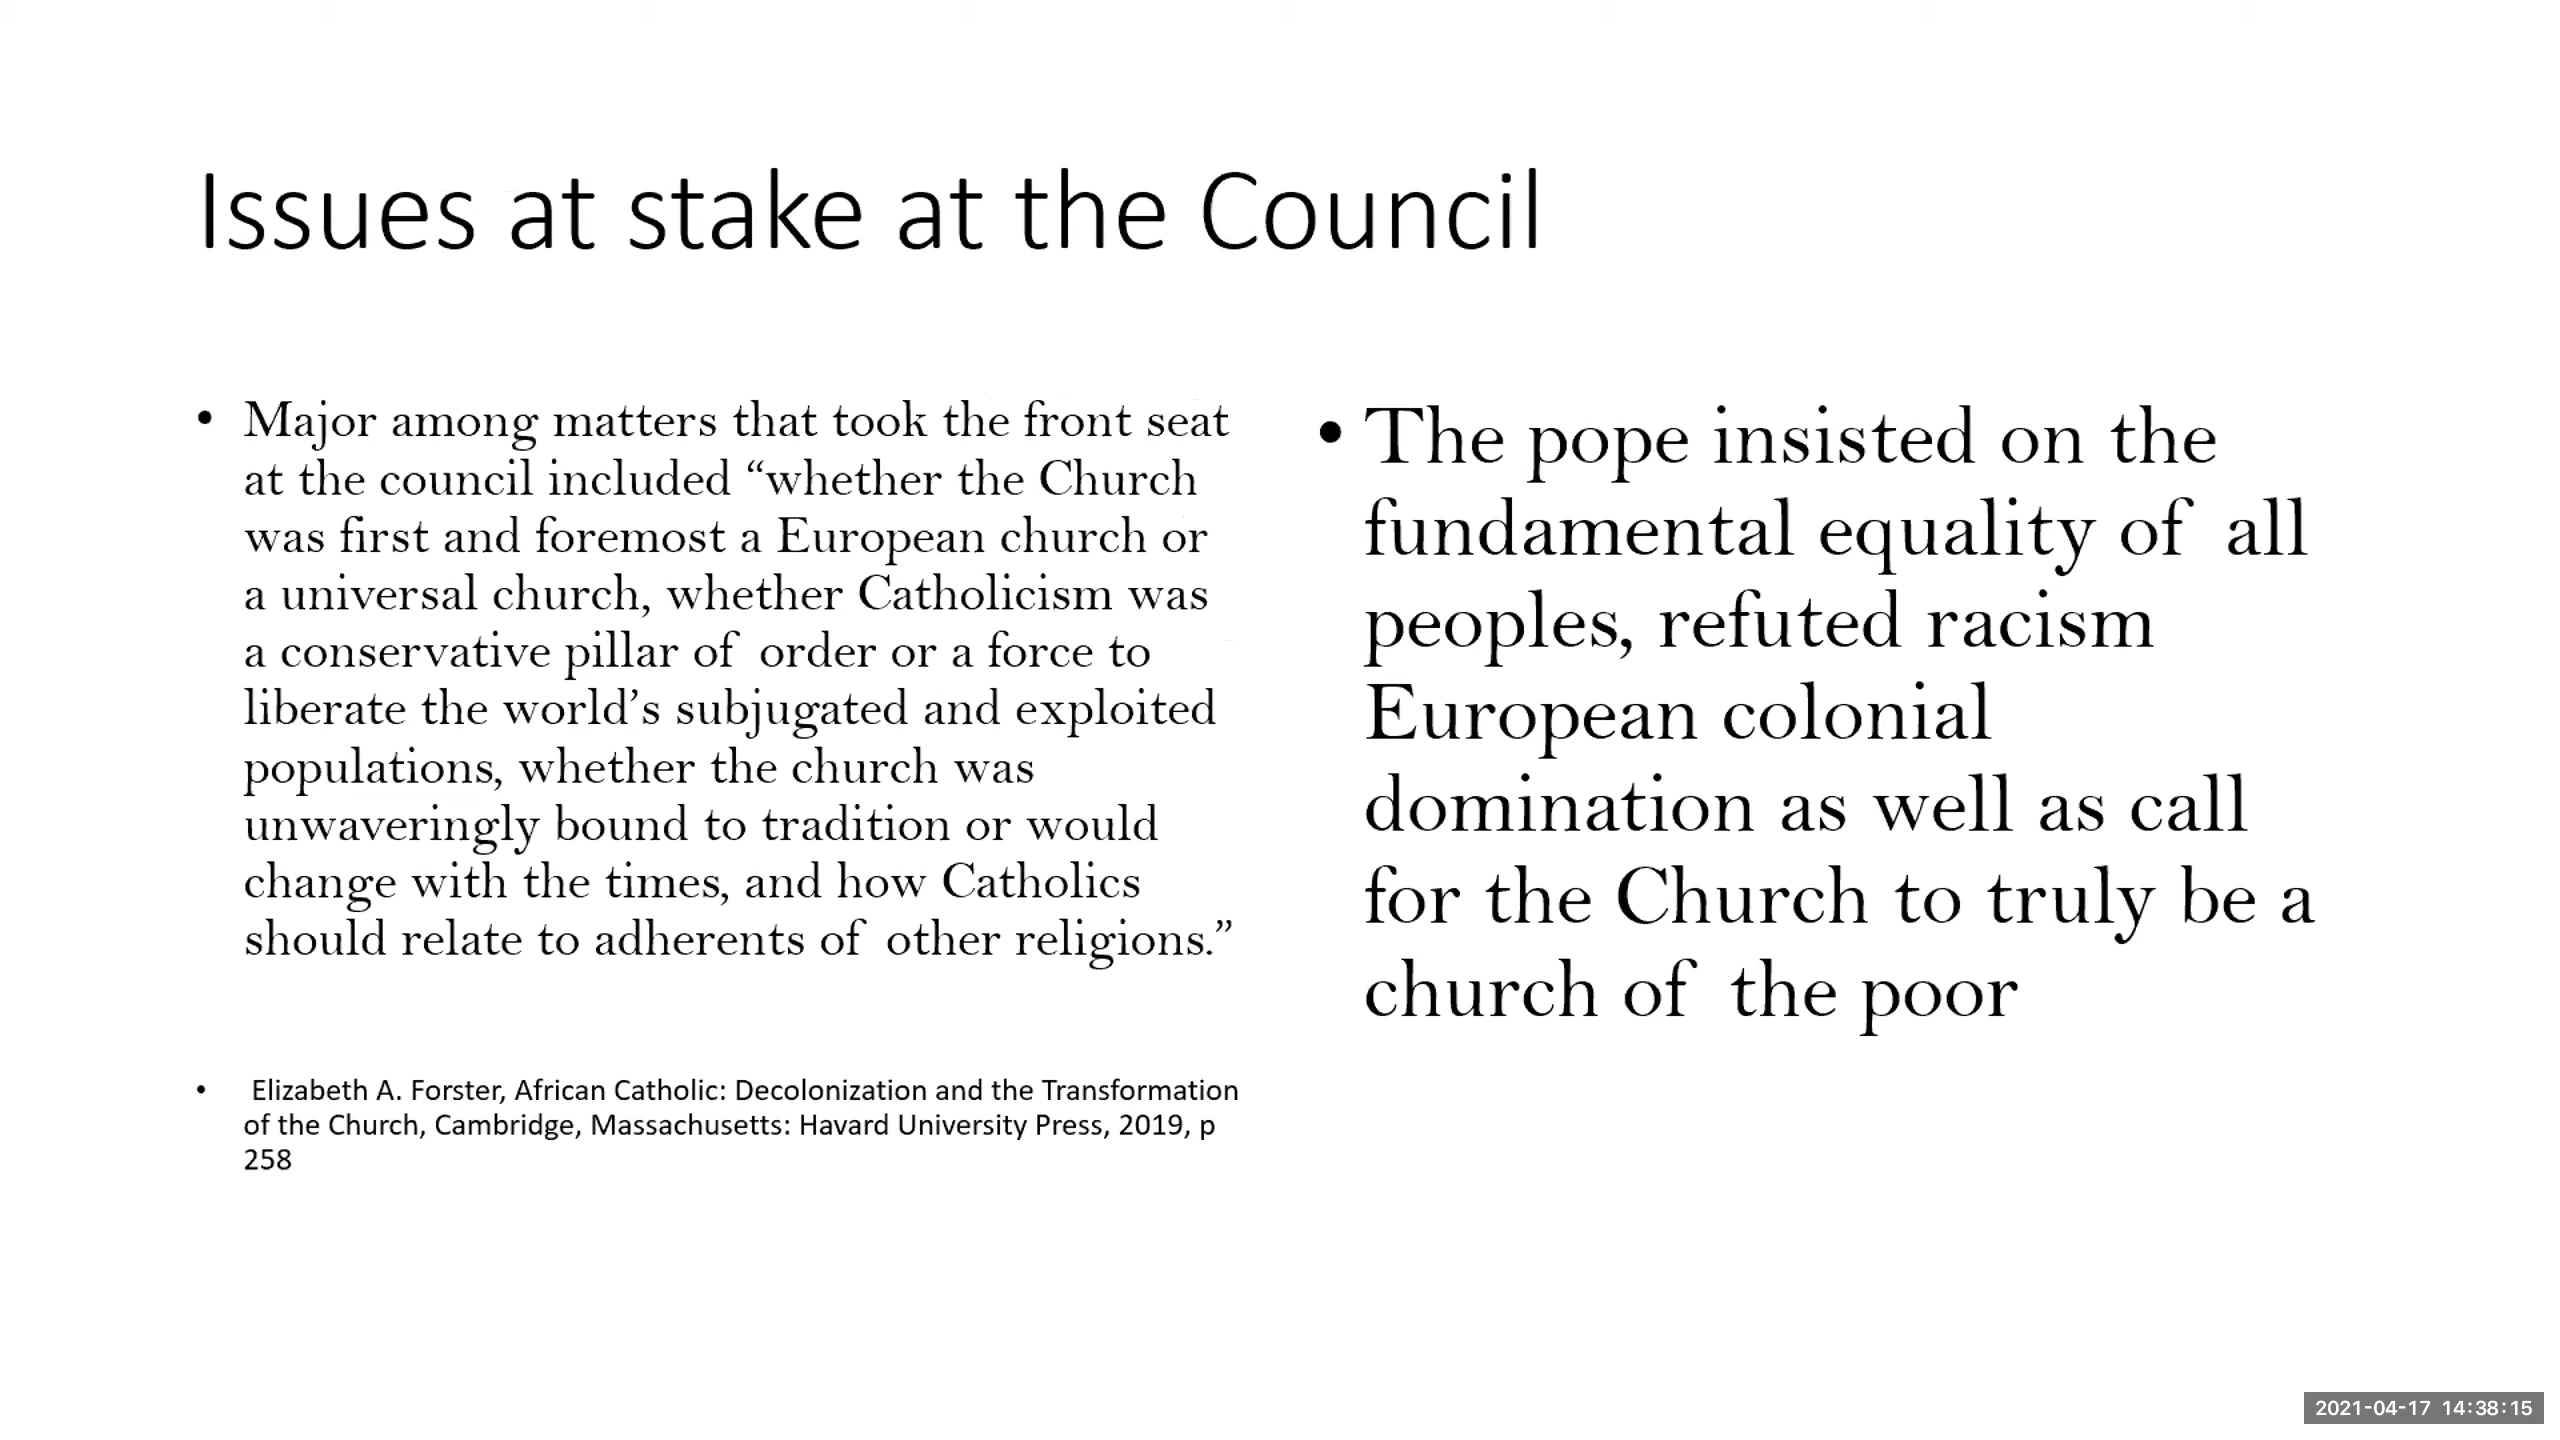 Issues at stake at the Council
• Major among matters that took the front seat
at the council included “whether the Church
was first and foremost a European church or
a universal church, whether Catholicism was
a conservative pillar of order or a force to
liberate the world’s subjugated and exploited
populations, whether the church was
unwaveringly bound to tradition or would
change with the times, and how Catholics
should relate to adherents of other religions.”
• Elizabeth A. Forster, African Catholic: Decolonization and the Transformation
of the Church, Cambridge, Massachusetts: Havard University Press, 2019, p
258
• The pope insisted on the
fundamental equality of all
peoples, refuted racism
European colonial
domination as well as call
for the Church to truly be a
church of the poor
2021-04-17 14:38:15